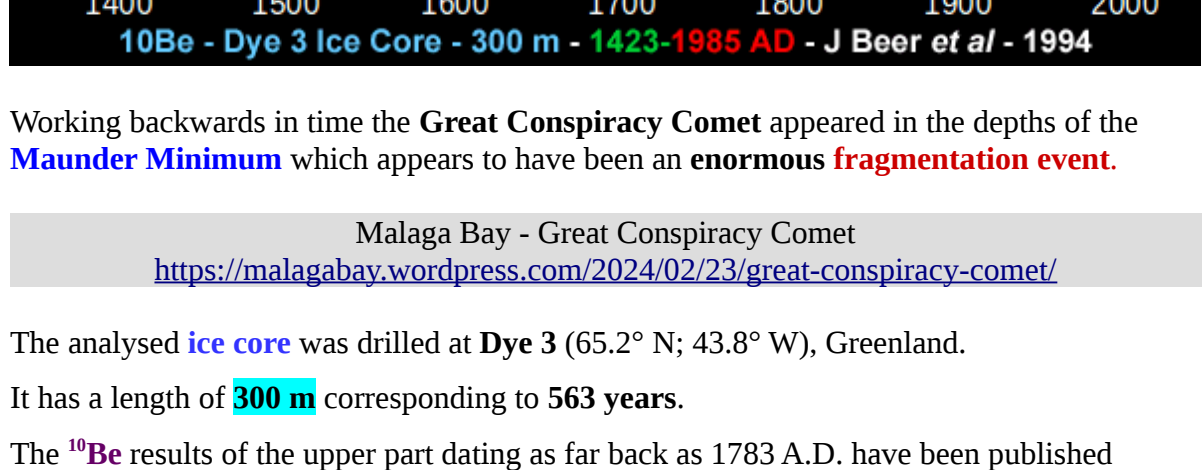 1400 1500 1600 1700 1800 1900 2000
10Be - Dye 3 Ice Core - 300 m - 1423-1985 AD - J Beer et al - 1994
Working backwards in time the Great Conspiracy Comet appeared in the depths of the
Maunder Minimum which appears to have been an enormous fragmentation event.
Malaga Bay - Great Conspiracy Comet
https://malagabay.wordpress.com/2024/02/23/great-conspiracy-comet/
The analysed ice core was drilled at Dye 3 (65.2° N; 43.8° W), Greenland.
It has a length of 300 m corresponding to 563 years.
The ¹⁰Be results of the upper part dating as far back as 1783 A.D. have been published